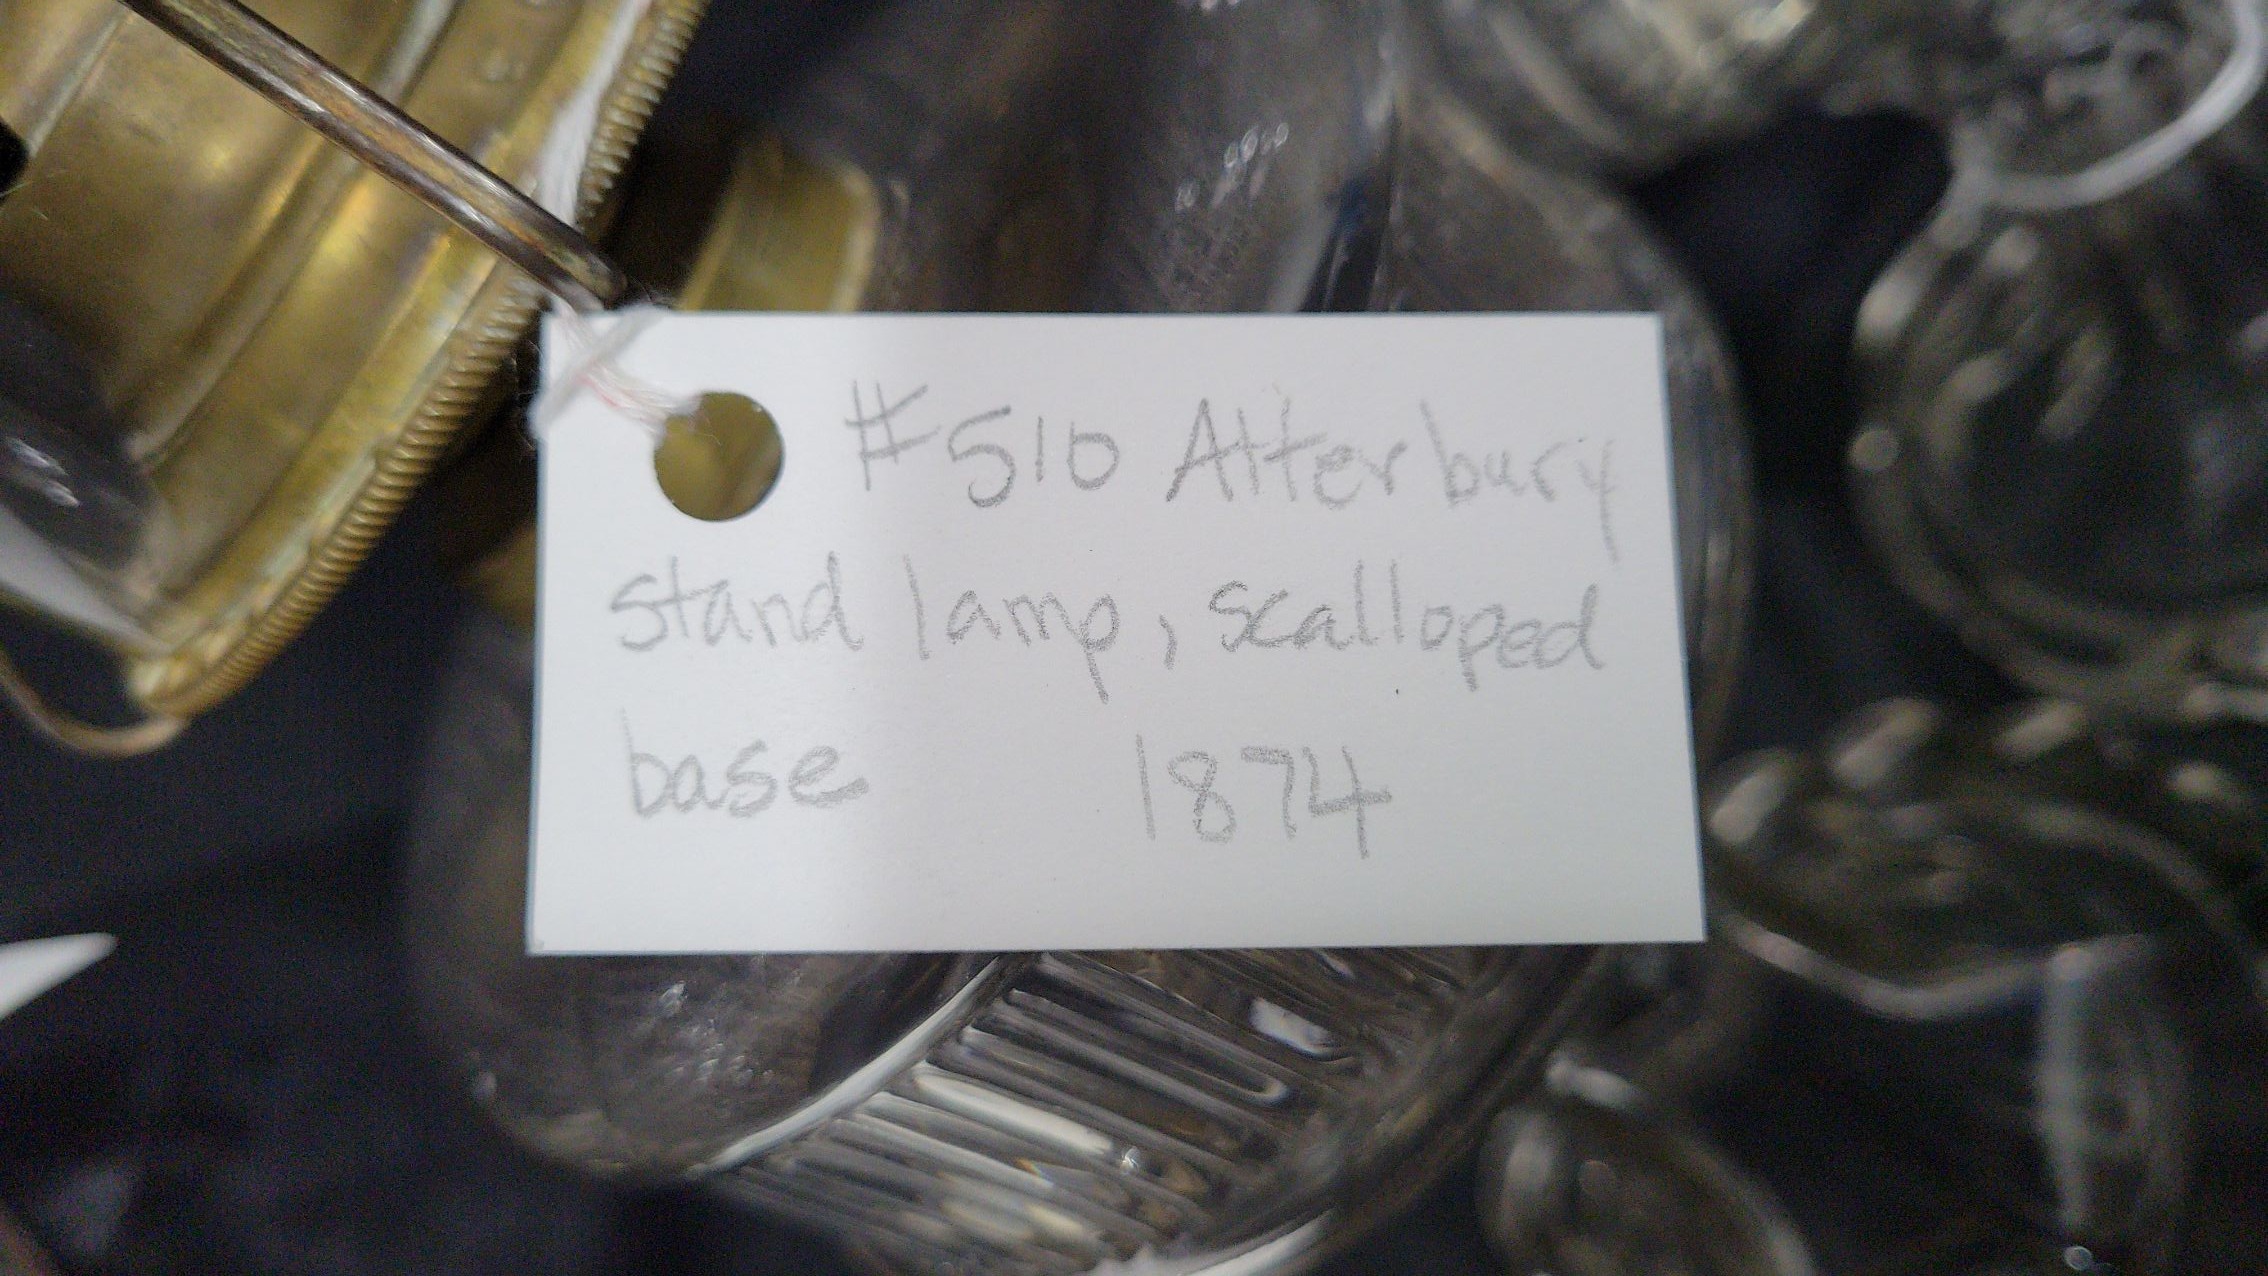 #510 Atterbury
stand lamp, scalloped
base 1874